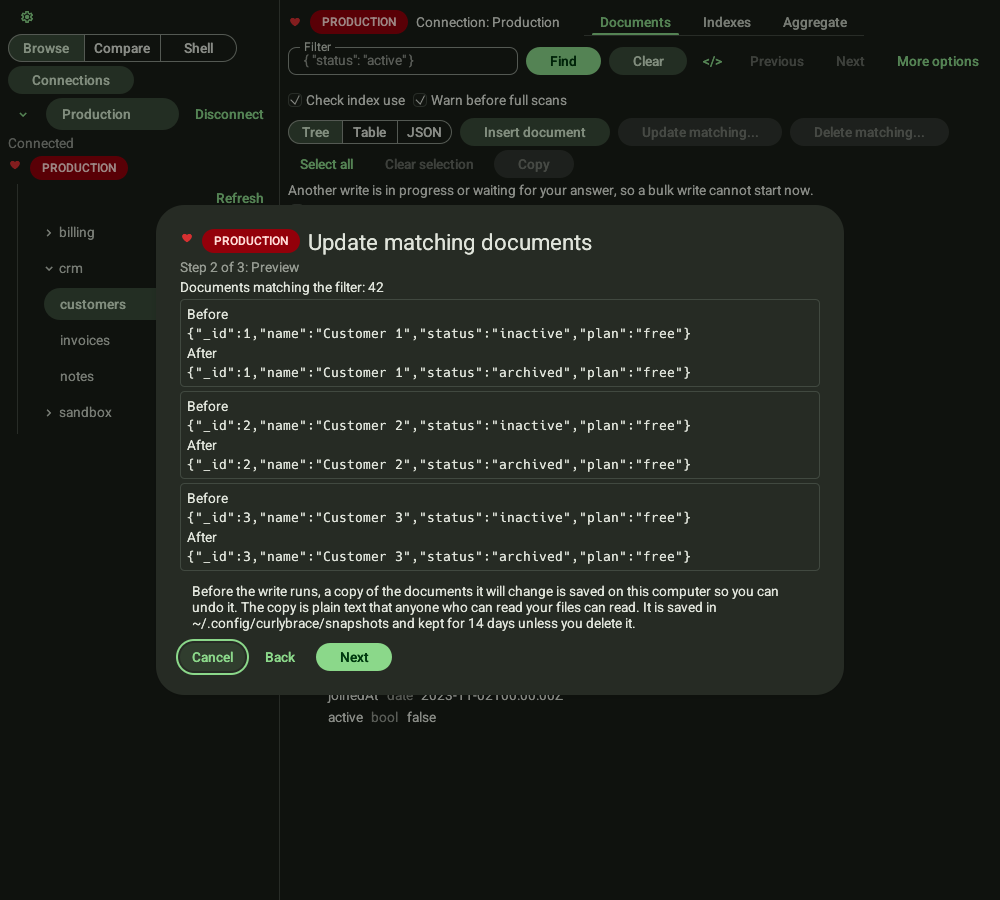 PRODUCTION Connection: Production
Documents Indexes Aggregate
Browse Compare Shell
Filter
{ "status": "active" }
Find Clear </> Previous Next More options
Connections
Check index use Warn before full scans
Production Disconnect
Tree Table JSON Insert document Update matching... Delete matching...
Connected
PRODUCTION
Select all Clear selection Copy
Another write is in progress or waiting for your answer, so a bulk write cannot start now.
Refresh
billing
crm
customers
invoices
notes
sandbox
PRODUCTION Update matching documents
Step 2 of 3: Preview
Documents matching the filter: 42
Before
{"_id":1,"name":"Customer 1","status":"inactive","plan":"free"}
After
{"_id":1,"name":"Customer 1","status":"archived","plan":"free"}
Before
{"_id":2,"name":"Customer 2","status":"inactive","plan":"free"}
After
{"_id":2,"name":"Customer 2","status":"archived","plan":"free"}
Before
{"_id":3,"name":"Customer 3","status":"inactive","plan":"free"}
After
{"_id":3,"name":"Customer 3","status":"archived","plan":"free"}
Before the write runs, a copy of the documents it will change is saved on this computer so you can
undo it. The copy is plain text that anyone who can read your files can read. It is saved in
~/.config/curlybrace/snapshots and kept for 14 days unless you delete it.
Cancel Back Next
joinedAt date 2023-11-02T00:00:00Z
active bool false